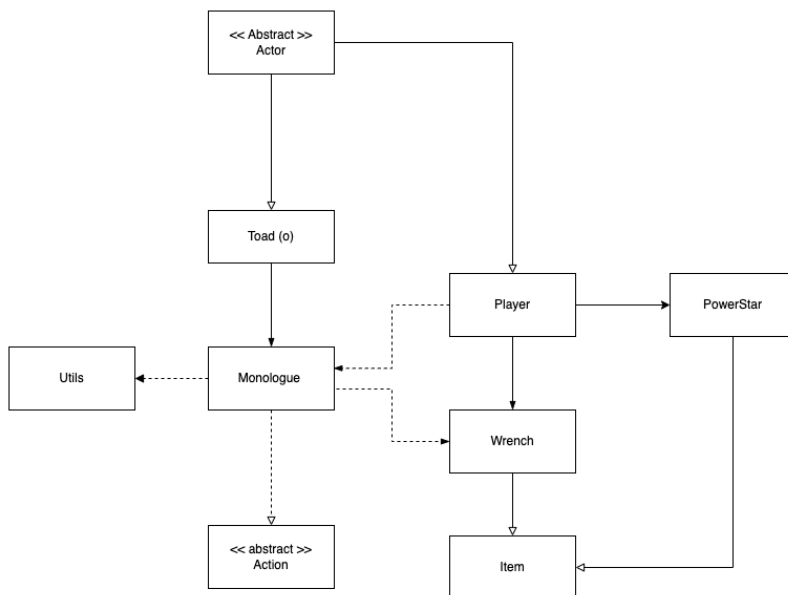 << Abstract >>
Actor
Toad (o)
Player
PowerStar
Utils
Monologue
Wrench
<< abstract >>
Action
Item